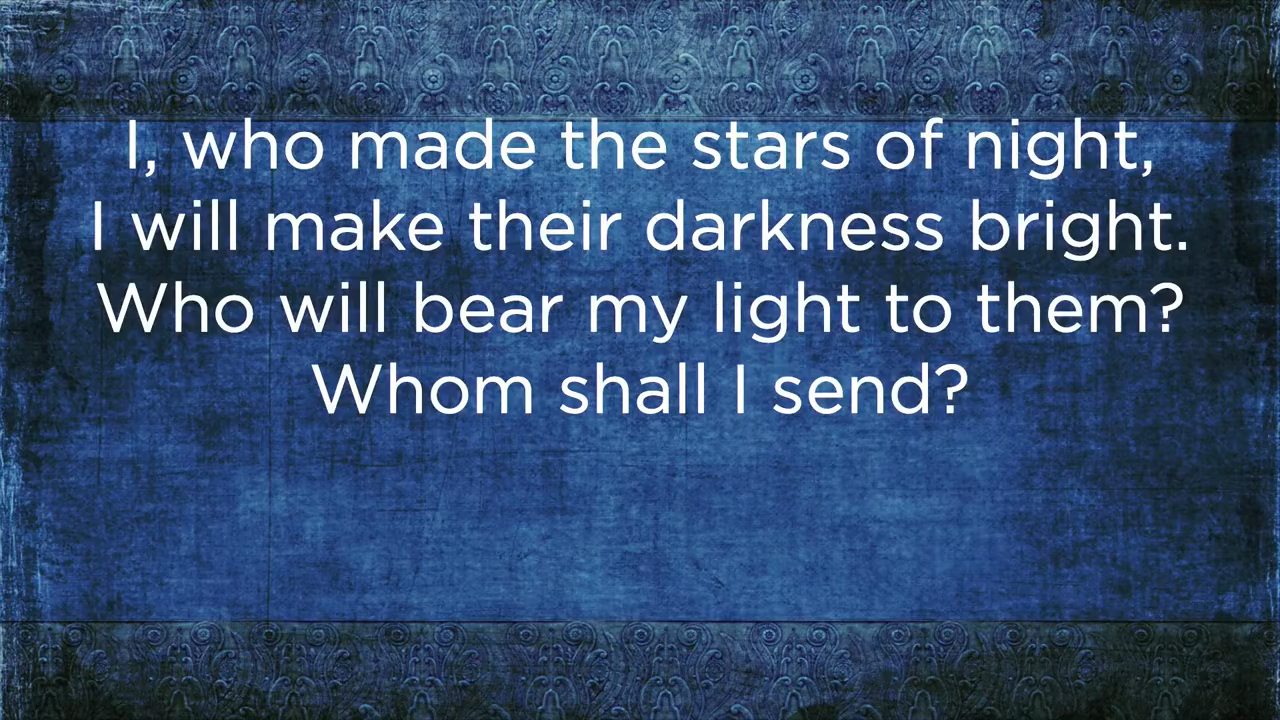 I, who made the stars of night,
I will make their darkness bright.
Who will bear my light to them?
Whom shall I send?